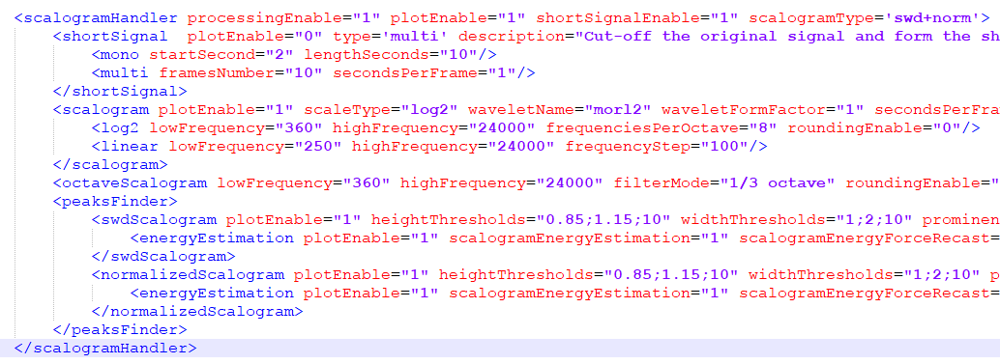 <scalogramHandler processingEnable="1" plotEnable="1" shortSignalEnable="1" scalogramType='swd+norm'>
<shortSignal  plotEnable="0" type='multi' description="Cut-off the original signal and form the sh
<mono startSecond="2" lengthSeconds="10"/>
<multi framesNumber="10" secondsPerFrame="1"/>
</shortSignal>
<scalogram plotEnable="1" scaleType="log2" waveletName="morl2" waveletFormFactor="1" secondsPerFra
<log2 lowFrequency="360" highFrequency="24000" frequenciesPerOctave="8" roundingEnable="0"/>
<linear lowFrequency="250" highFrequency="24000" frequencyStep="100"/>
</scalogram>
<octaveScalogram lowFrequency="360" highFrequency="24000" filterMode="1/3 octave" roundingEnable="
<peaksFinder>
<swdScalogram plotEnable="1" heightThresholds="0.85;1.15;10" widthThresholds="1;2;10" prominen
<energyEstimation plotEnable="1" scalogramEnergyEstimation="1" scalogramEnergyForceRecast=
</swdScalogram>
<normalizedScalogram plotEnable="1" heightThresholds="0.85;1.15;10" widthThresholds="1;2;10" p
<energyEstimation plotEnable="1" scalogramEnergyEstimation="1" scalogramEnergyForceRecast=
</normalizedScalogram>
</peaksFinder>
</scalogramHandler>